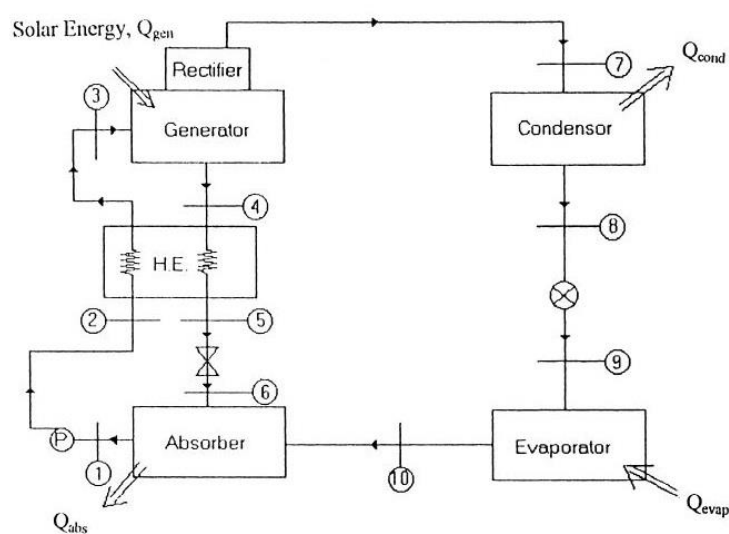 Solar Energy, Qgen
Rectifier
Generator
3
7
Qcond
Condensor
4
8
H.E.
2
5
9
6
P
1
Absorber
10
Evaporator
Qabs
Qevap